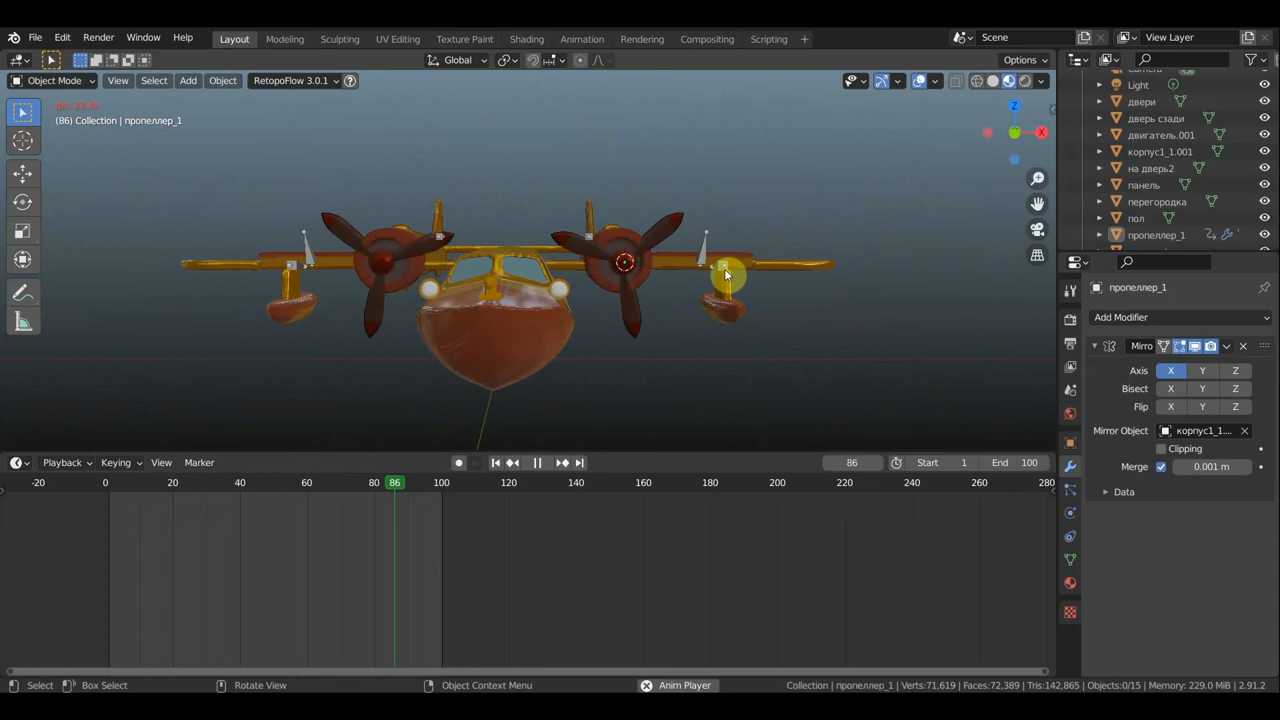 File Edit Render Window Help Layout Modeling Sculpting UV Editing Texture Paint Shading Animation Rendering Compositing Scripting + Scene View Layer
Global Options
Object Mode View Select Add Object RetopoFlow 3.0.1
(86) Collection | пропеллер_1
Z
X
Light
двери
дверь сзади
двигатель.001
корпус1_1.001
на дверь2
панель
перегородка
пол
пропеллер_1
пропеллер_1
Add Modifier
Mirro
Axis X Y Z
Bisect X Y Z
Flip X Y Z
Mirror Object корпус1_1....
Clipping
Merge 0.001 m
Data
Playback Keying View Marker 86 Start 1 End 100
-20 0 20 40 60 80 86 100 120 140 160 180 200 220 240 260 280
Select Box Select Rotate View Object Context Menu Anim Player Collection | пропеллер_1 | Verts:71,619 | Faces:72,389 | Tris:142,865 | Objects:0/15 | Memory: 229.0 MiB | 2.91.2